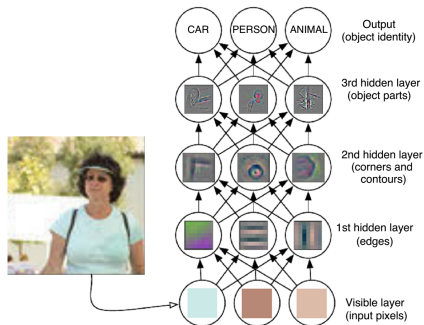 CAR PERSON ANIMAL
Output
(object identity)
3rd hidden layer
(object parts)
2nd hidden layer
(corners and
contours)
1st hidden layer
(edges)
Visible layer
(input pixels)